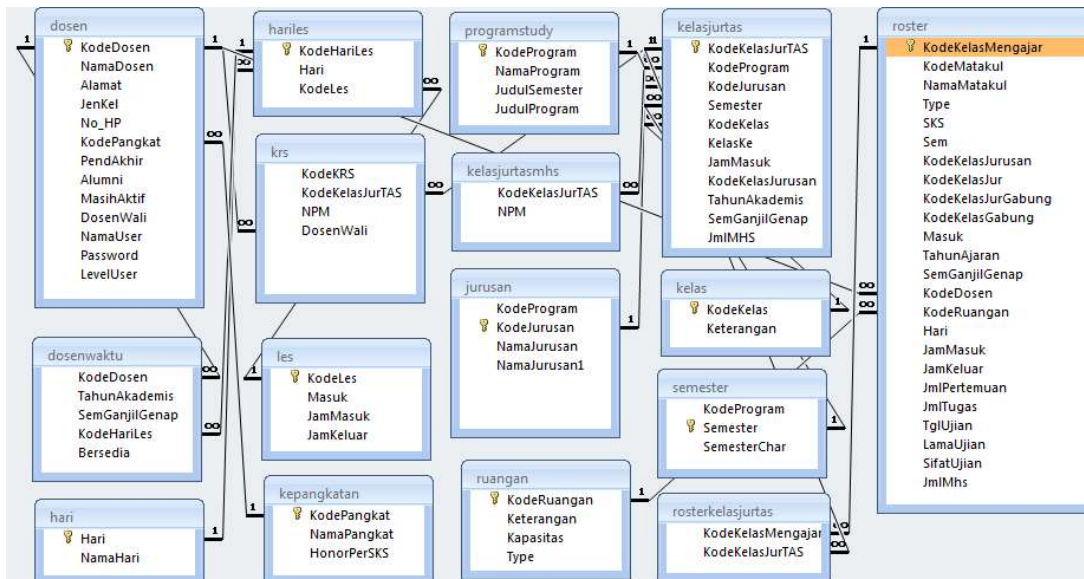 dosen
KodeDosen
NamaDosen
Alamat
JenKel
No_HP
KodePangkat
PendAkhir
Alumni
MasihAktif
DosenWali
NamaUser
Password
LevelUser
dosenwaktu
KodeDosen
TahunAkademis
SemGanjilGenap
KodeHariLes
Bersedia
hari
Hari
NamaHari
hariles
KodeHariLes
Hari
KodeLes
krs
KodeKRS
KodeKelasJurTAS
NPM
DosenWali
les
KodeLes
Masuk
JamMasuk
JamKeluar
kepangkatan
KodePangkat
NamaPangkat
HonorPerSKS
programstudy
KodeProgram
NamaProgram
JudulSemester
JudulProgram
kelasjurtasmhs
KodeKelasJurTAS
NPM
jurusan
KodeProgram
KodeJurusan
NamaJurusan
NamaJurusan1
ruangan
KodeRuangan
Keterangan
Kapasitas
Type
kelasjurtas
KodeKelasJurTAS
KodeProgram
KodeJurusan
Semester
KodeKelas
KelasKe
JamMasuk
KodeKelasJurusan
TahunAkademis
SemGanjilGenap
JmlMHS
kelas
KodeKelas
Keterangan
semester
KodeProgram
Semester
SemesterChar
rosterkelasjurtas
KodeKelasMengajar
KodeKelasJurTAS
roster
KodeKelasMengajar
KodeMatakul
NamaMatakul
Type
SKS
Sem
KodeKelasJurusan
KodeKelasJur
KodeKelasJurGabung
KodeKelasGabung
Masuk
TahunAjaran
SemGanjilGenap
KodeDosen
KodeRuangan
Hari
JamMasuk
JamKeluar
JmlPertemuan
JmlTugas
TglUjian
LamaUjian
SifatUjian
JmlMhs